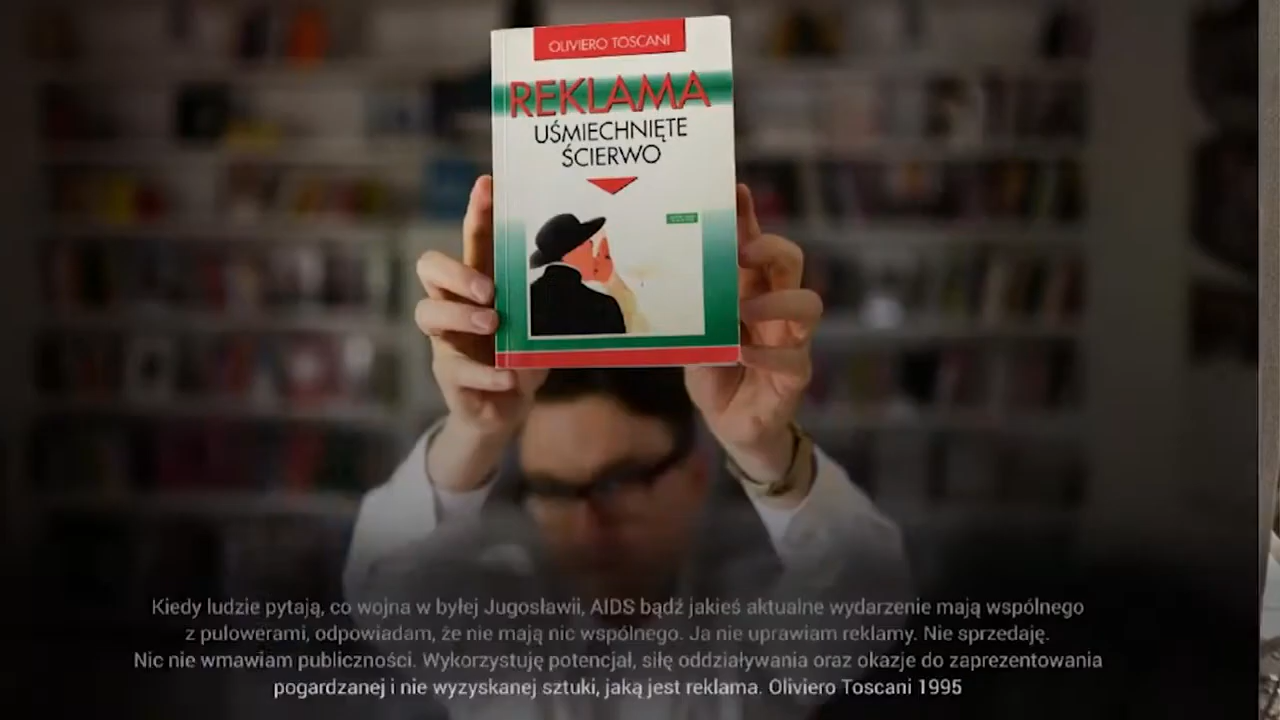 OLIVIERO TOSCANI
REKLAMA
UŚMIECHNIĘTE
ŚCIERWO
Kiedy ludzie pytają, co wojna w byłej Jugosławii, AIDS bądź jakieś aktualne wydarzenie mają wspólnego
z pulowerami, odpowiadam, że nie mają nic wspólnego. Ja nie uprawiam reklamy. Nie sprzedaję.
Nic nie wmawiam publiczności. Wykorzystuję potencjał, siłę oddziaływania oraz okazje do zaprezentowania
pogardzanej i nie wyzyskanej sztuki, jaką jest reklama. Oliviero Toscani 1995